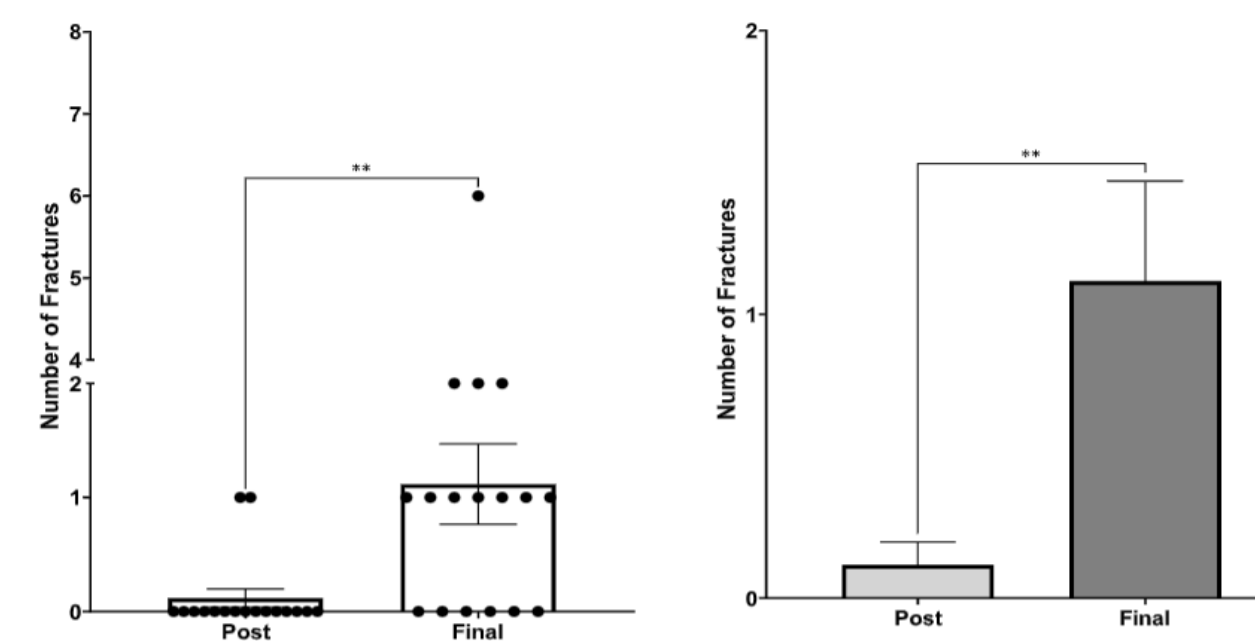 Number of Fractures
8
7
6
5
4
2
1
0
**
Post
Final
Number of Fractures
2
1
0
**
Post
Final